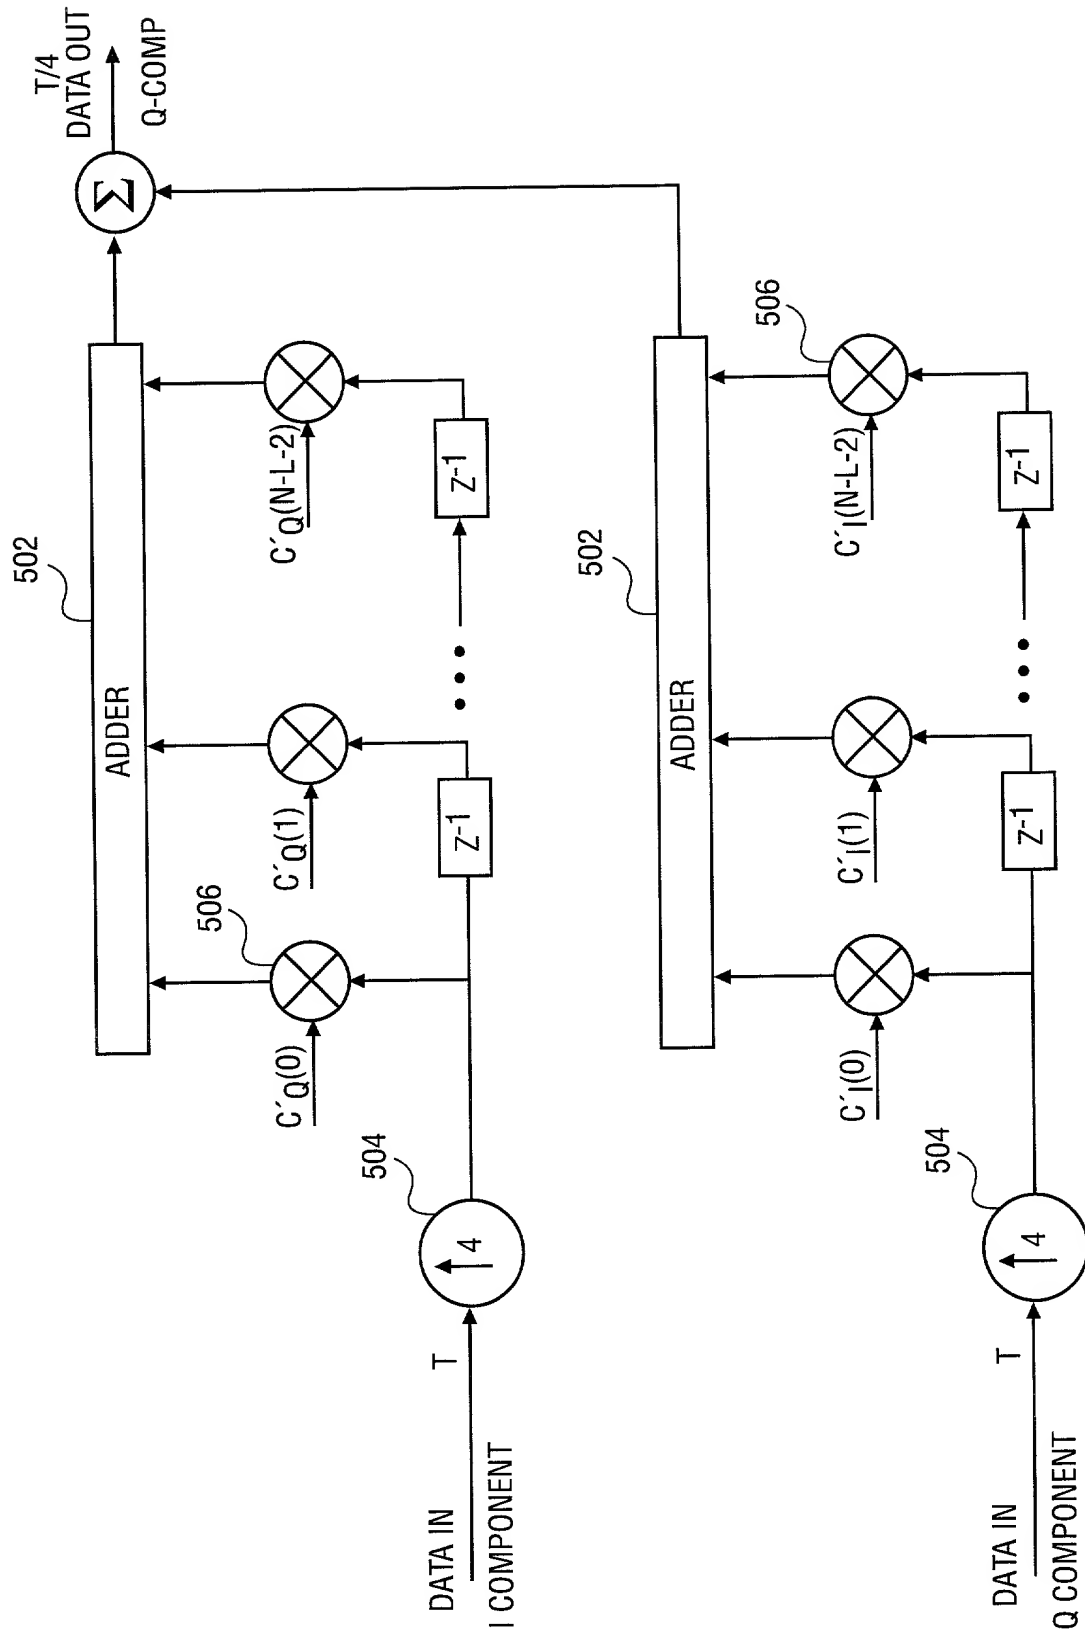 T/4
DATA OUT
Q-COMP
Σ
502
ADDER
506
C´Q(0)
C´Q(1)
C´Q(N-L-2)
504
Z-1
Z-1
4
T
DATA IN
I COMPONENT
502
ADDER
506
C´I(0)
C´I(1)
C´I(N-L-2)
504
Z-1
Z-1
4
T
DATA IN
Q COMPONENT